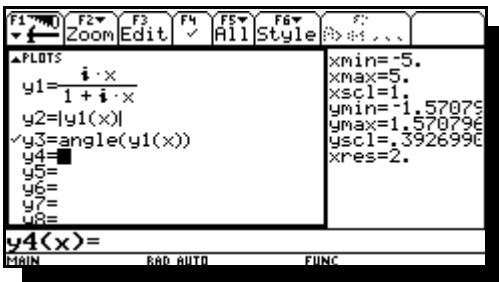 F1 F2 F3 F4 F5 F6 F7
Zoom Edit ✓ All Style
PLOTS
y1=i·x/(1+i·x)
y2=|y1(x)|
✓y3=angle(y1(x))
y4=
y5=
y6=
y7=
y8=
xmin=-5.
xmax=5.
xscl=1.
ymin=-1.57079
ymax=1.570796
yscl=.3926990
xres=2.
y4(x)=
MAIN RAD AUTO FUNC